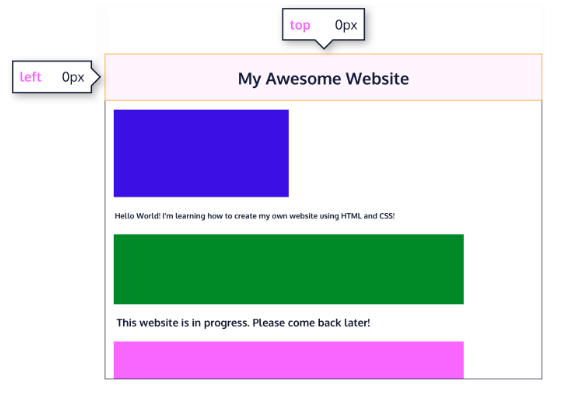 top 0px
left 0px
My Awesome Website
Hello World! I'm learning how to create my own website using HTML and CSS!
This website is in progress. Please come back later!